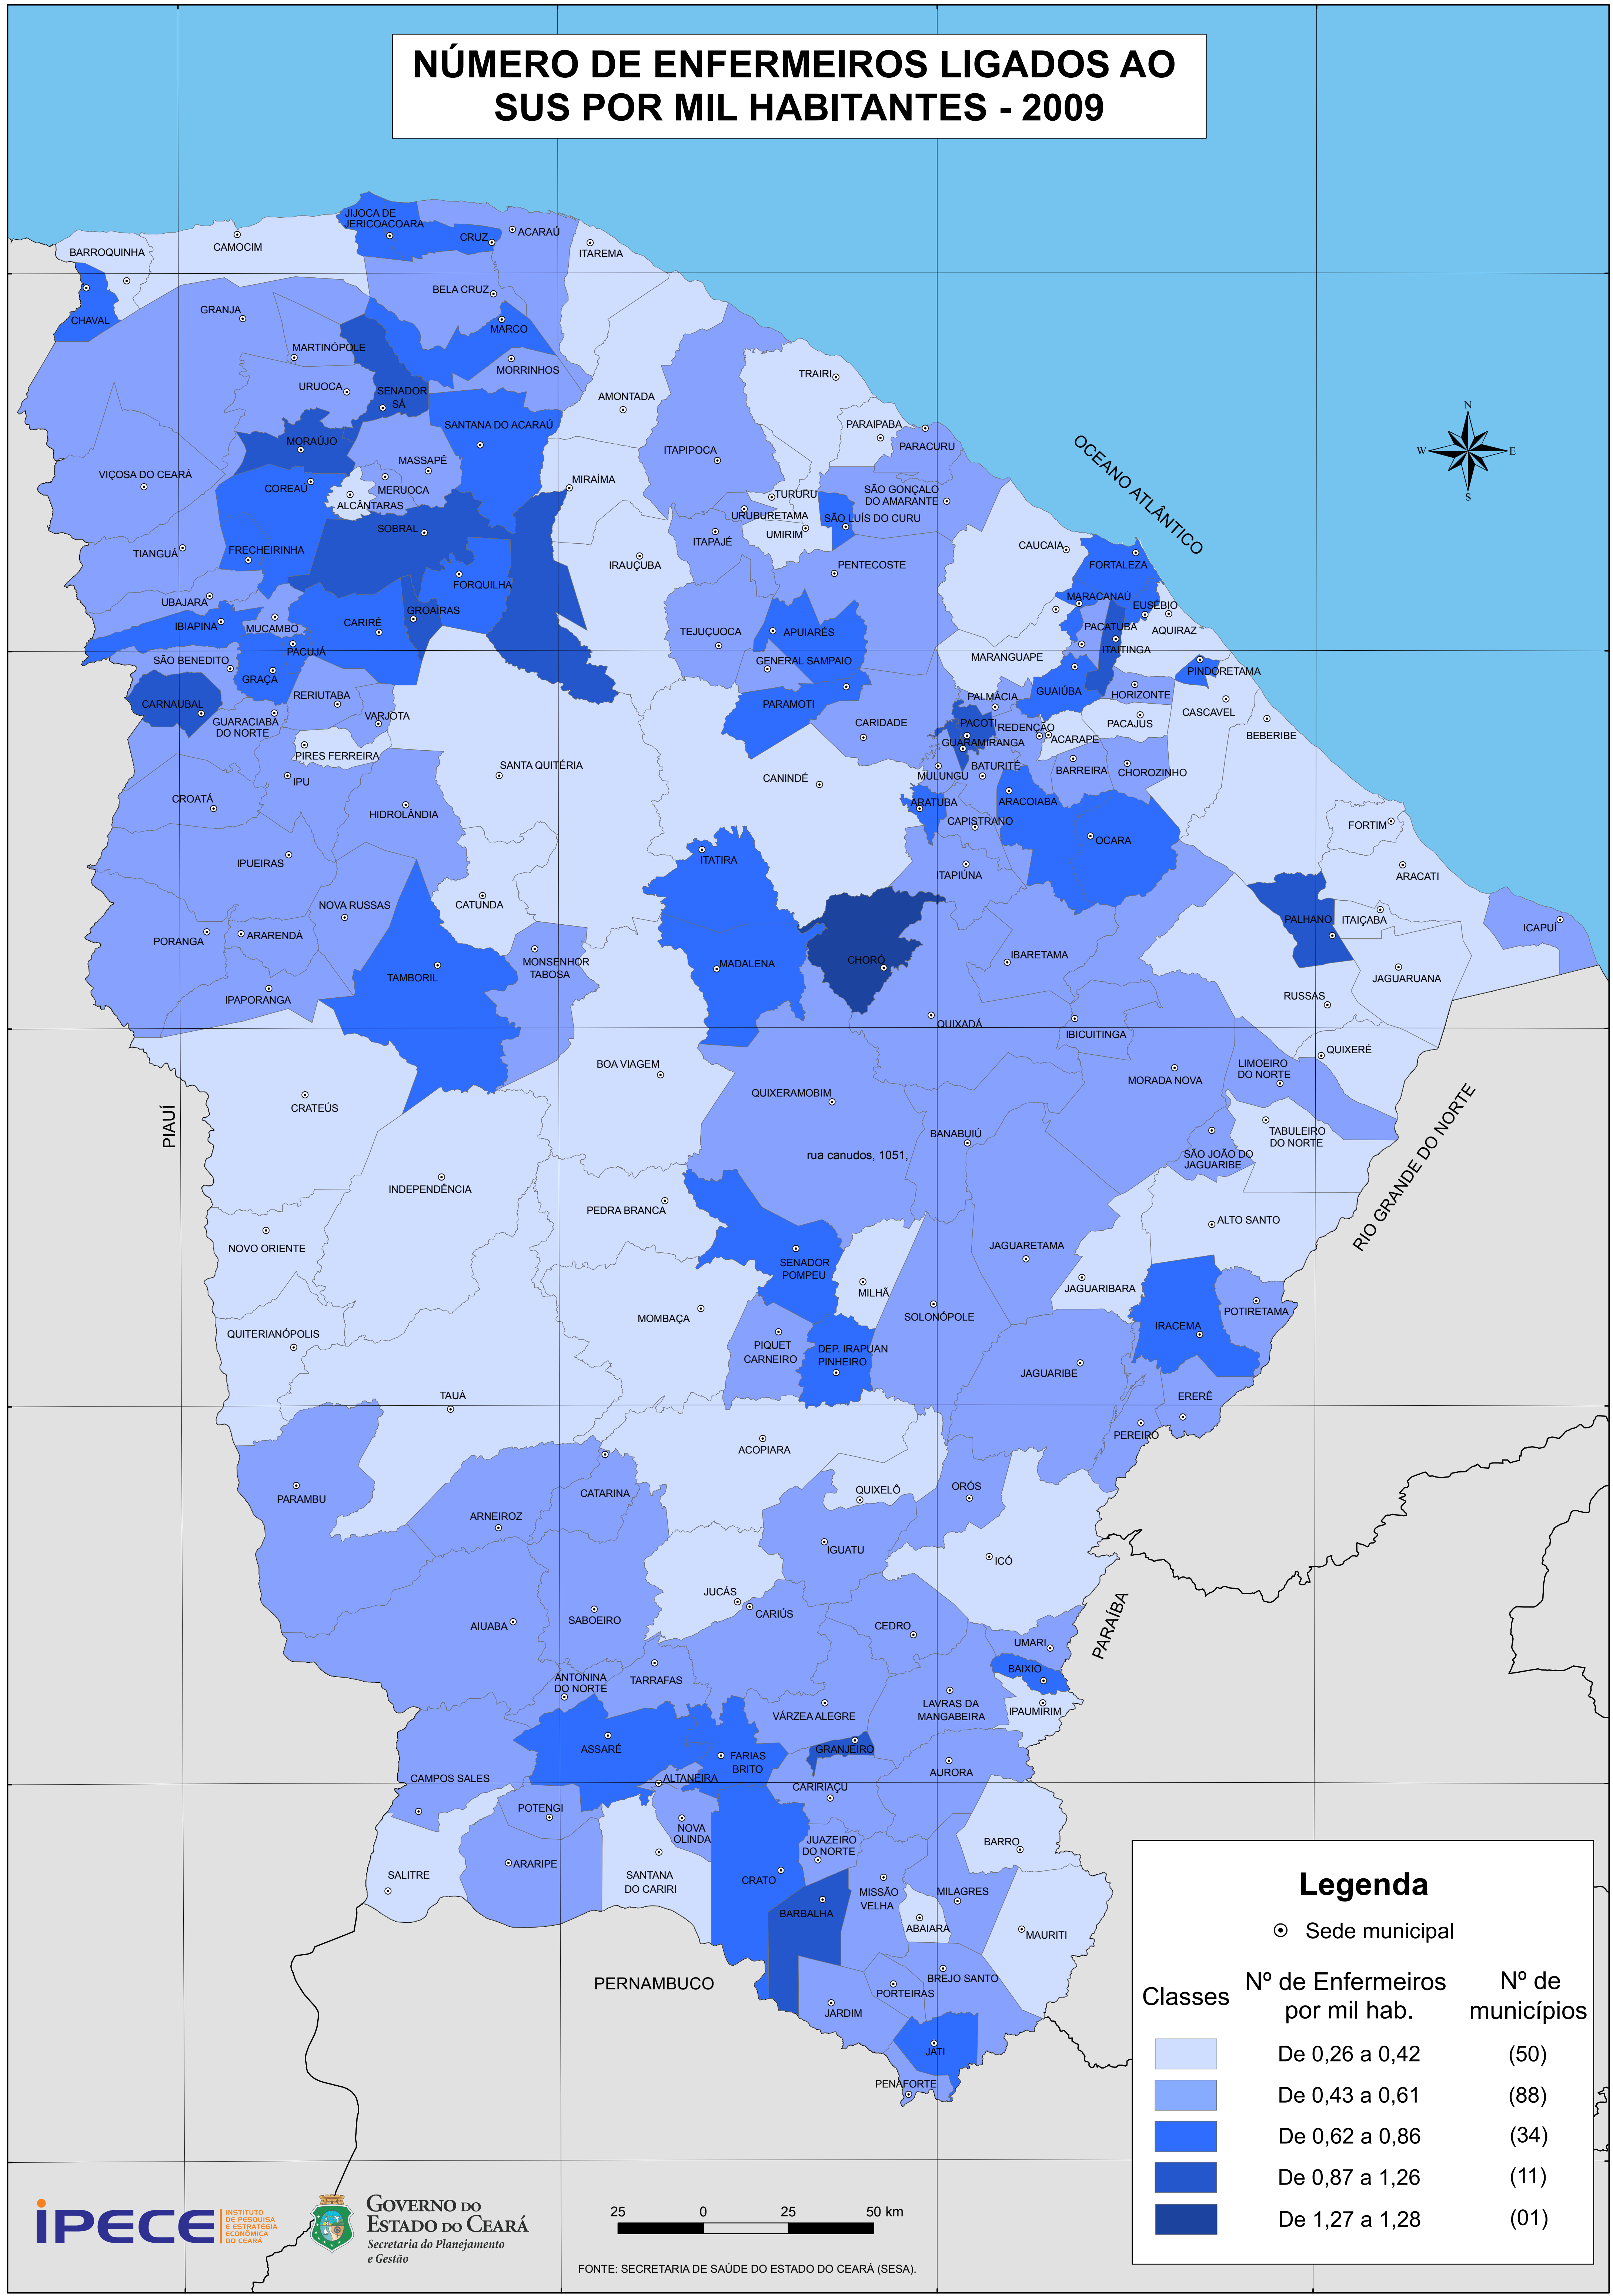 NÚMERO DE ENFERMEIROS LIGADOS AO
SUS POR MIL HABITANTES - 2009
JIJOCA DE
JERICOACOARA
CRUZ
ACARAÚ
BARROQUINHA
CAMOCIM
ITAREMA
BELA CRUZ
CHAVAL
GRANJA
MARCO
MARTINÓPOLE
MORRINHOS
TRAIRI
URUOCA
SENADOR
SÁ
AMONTADA
N
W
E
S
SANTANA DO ACARAÚ
PARAIPABA
MORAÚJO
PARACURU
OCEANO ATLÂNTICO
ITAPIPOCA
MASSAPÊ
VIÇOSA DO CEARÁ
MIRAÍMA
COREAÚ
MERUOCA
SÃO GONÇALO
DO AMARANTE
TURURU
ALCÂNTARAS
URUBURETAMA
SÃO LUÍS DO CURU
SOBRAL
UMIRIM
ITAPAJÉ
CAUCAIA
TIANGUÁ
FRECHEIRINHA
IRAUÇUBA
PENTECOSTE
FORTALEZA
FORQUILHA
UBAJARA
MARACANAÚ
EUSÉBIO
GROAÍRAS
IBIAPINA
MUCAMBO
CARIRÉ
TEJUÇUOCA
APUIARÉS
PACATUBA
AQUIRAZ
PACUJÁ
ITAITINGA
SÃO BENEDITO
GENERAL SAMPAIO
MARANGUAPE
PINDORETAMA
GRAÇA
RERIUTABA
PALMÁCIA
GUAIÚBA
HORIZONTE
CARNAUBAL
PARAMOTI
CASCAVEL
GUARACIABA
DO NORTE
VARJOTA
CARIDADE
PACOTI
REDENÇÃO
PACAJUS
BEBERIBE
GUARAMIRANGA
ACARAPE
PIRES FERREIRA
SANTA QUITÉRIA
BATURITÉ
BARREIRA
CHOROZINHO
IPU
CANINDÉ
MULUNGU
CROATÁ
HIDROLÂNDIA
ARATUBA
ARACOIABA
CAPISTRANO
FORTIM
OCARA
IPUEIRAS
ITATIRA
ITAPIÚNA
ARACATI
NOVA RUSSAS
CATUNDA
PALHANO
ITAIÇABA
ICAPUÍ
PORANGA
ARARENDÁ
MONSENHOR
TABOSA
MADALENA
CHORÓ
IBARETAMA
TAMBORIL
JAGUARUANA
IPAPORANGA
RUSSAS
QUIXADÁ
IBICUITINGA
QUIXERÉ
BOA VIAGEM
LIMOEIRO
DO NORTE
MORADA NOVA
CRATEÚS
QUIXERAMOBIM
PIAUÍ
BANABUIÚ
TABULEIRO
DO NORTE
rua canudos, 1051,
SÃO JOÃO DO
JAGUARIBE
RIO GRANDE DO NORTE
INDEPENDÊNCIA
PEDRA BRANCA
ALTO SANTO
NOVO ORIENTE
JAGUARETAMA
SENADOR
POMPEU
MILHÃ
JAGUARIBARA
POTIRETAMA
MOMBAÇA
SOLONÓPOLE
IRACEMA
QUITERIANÓPOLIS
PIQUET
CARNEIRO
DEP. IRAPUAN
PINHEIRO
JAGUARIBE
TAUÁ
ERERÊ
PEREIRO
ACOPIARA
PARAMBU
CATARINA
QUIXELÔ
ORÓS
ARNEIROZ
IGUATU
ICÓ
JUCÁS
CARIÚS
SABOEIRO
AIUABA
CEDRO
PARAÍBA
UMARI
BAIXIO
ANTONINA
DO NORTE
TARRAFAS
LAVRAS DA
MANGABEIRA
IPAUMIRIM
VÁRZEA ALEGRE
ASSARÉ
FARIAS
BRITO
GRANJEIRO
AURORA
CAMPOS SALES
ALTANEIRA
CARIRIAÇU
POTENGI
NOVA
OLINDA
JUAZEIRO
DO NORTE
BARRO
ARARIPE
SALITRE
SANTANA
DO CARIRI
CRATO
MISSÃO
VELHA
MILAGRES
BARBALHA
ABAIARA
MAURITI
PERNAMBUCO
BREJO SANTO
PORTEIRAS
JARDIM
JATI
PENAFORTE
Legenda
Sede municipal
Classes
Nº de Enfermeiros
por mil hab.
Nº de
municípios
De 0,26 a 0,42 (50)
De 0,43 a 0,61 (88)
De 0,62 a 0,86 (34)
De 0,87 a 1,26 (11)
De 1,27 a 1,28 (01)
iPECE
INSTITUTO
DE PESQUISA
E ESTRATÉGIA
ECONÔMICA
DO CEARÁ
GOVERNO DO
ESTADO DO CEARÁ
Secretaria do Planejamento
e Gestão
25 0 25 50 km
FONTE: SECRETARIA DE SAÚDE DO ESTADO DO CEARÁ (SESA).